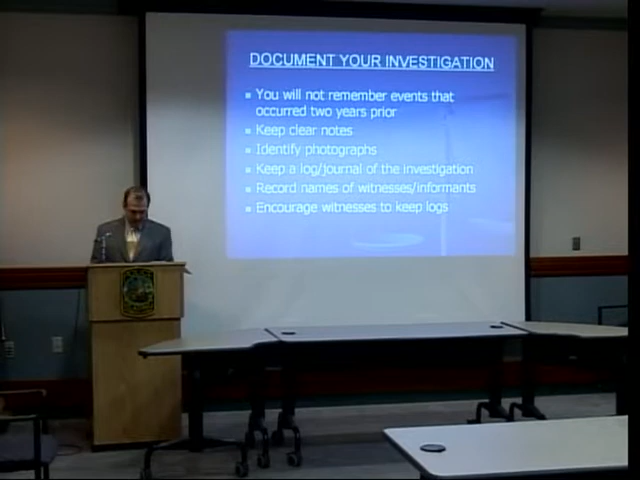 DOCUMENT YOUR INVESTIGATION
You will not remember events that
occurred two years prior
Keep clear notes
Identify photographs
Keep a log/journal of the investigation
Record names of witnesses/informants
Encourage witnesses to keep logs